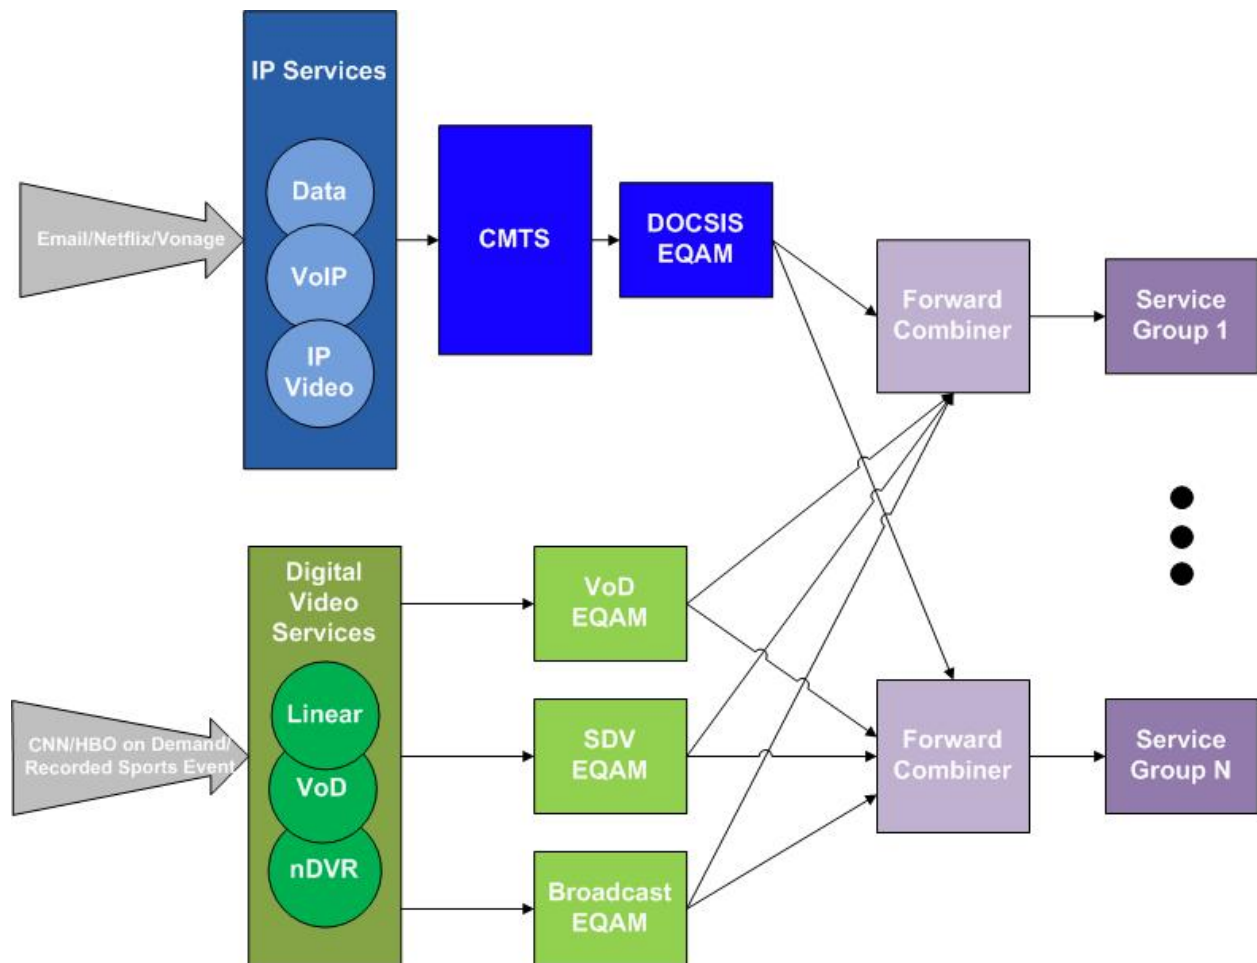 IP Services
Data
VoIP
IP
Video
Email/Netflix/Vonage
CMTS
DOCSIS
EQAM
Forward
Combiner
Service
Group 1
Digital
Video
Services
Linear
VoD
nDVR
CNN/HBO on Demand/
Recorded Sports Event
VoD
EQAM
SDV
EQAM
Broadcast
EQAM
Forward
Combiner
Service
Group N